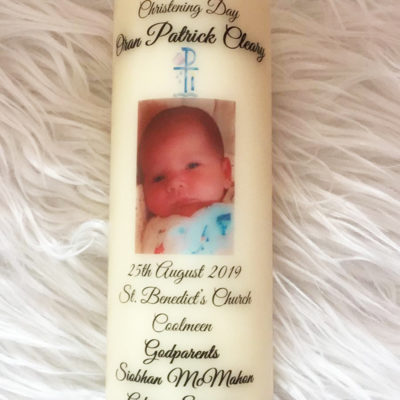 Christening Day
Oran Patrick Cleary
25th August 2019
St. Benedict's Church
Coolmeen
Godparents
Siobhan McMahon